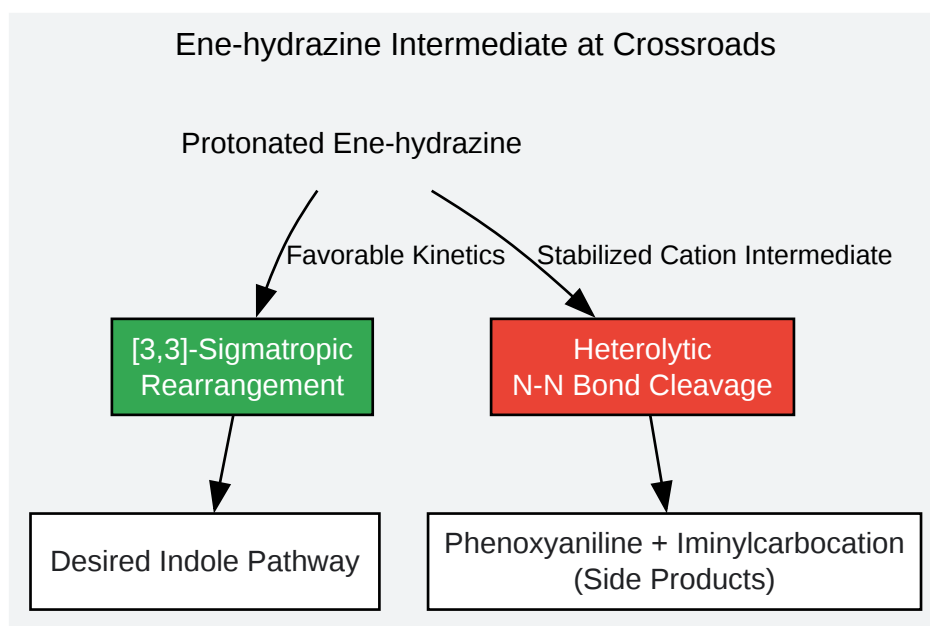 Ene-hydrazine Intermediate at Crossroads
Protonated Ene-hydrazine
Favorable Kinetics
Stabilized Cation Intermediate
[3,3]-Sigmatropic
Rearrangement
Heterolytic
N-N Bond Cleavage
Desired Indole Pathway
Phenoxyaniline + Iminylcarbocation
(Side Products)